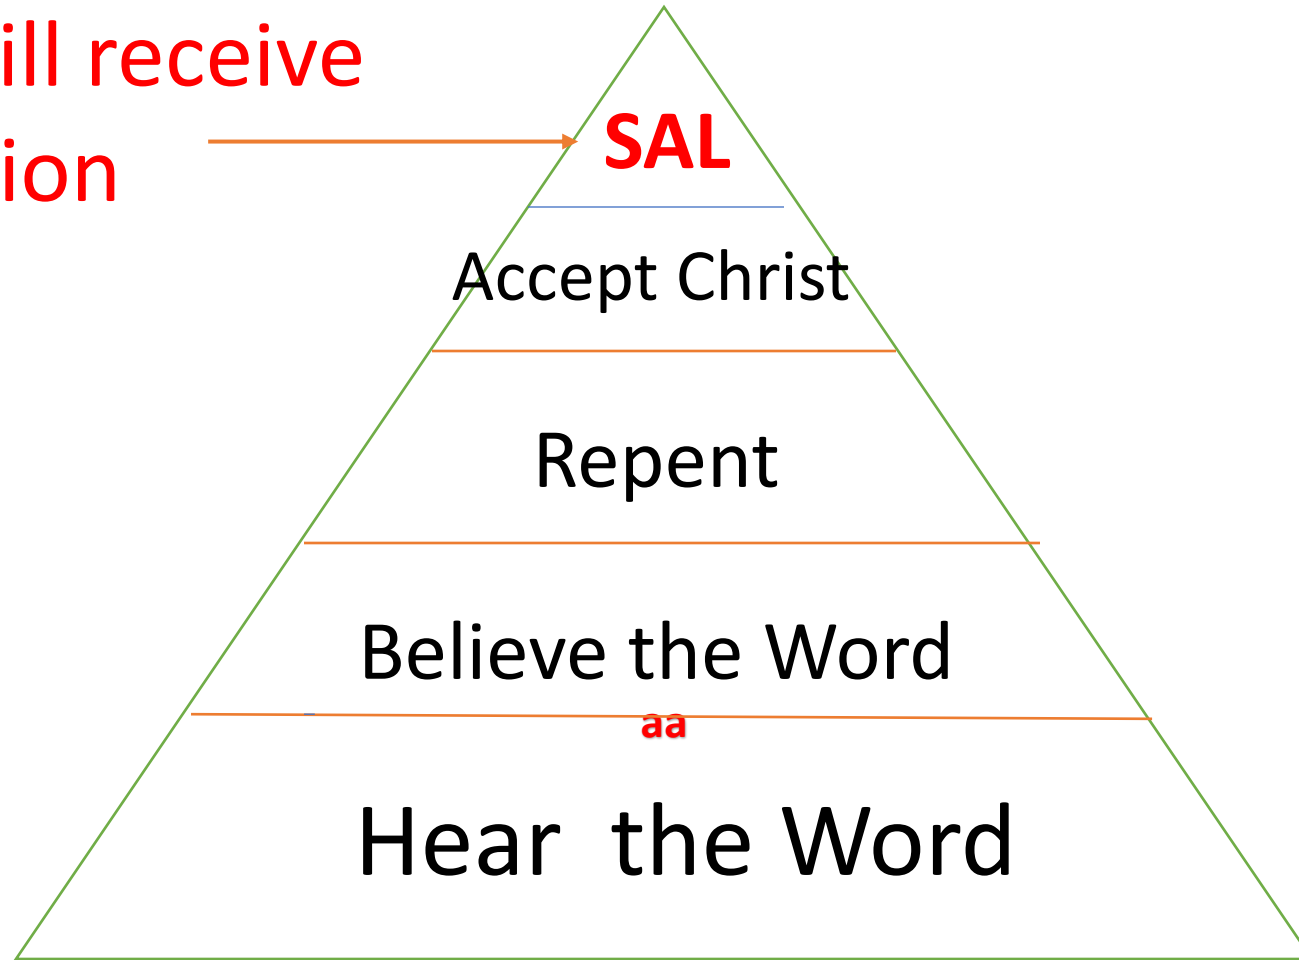 ill receive
ion
SAL
Accept Christ
Repent
Believe the Word
aa
Hear the Word